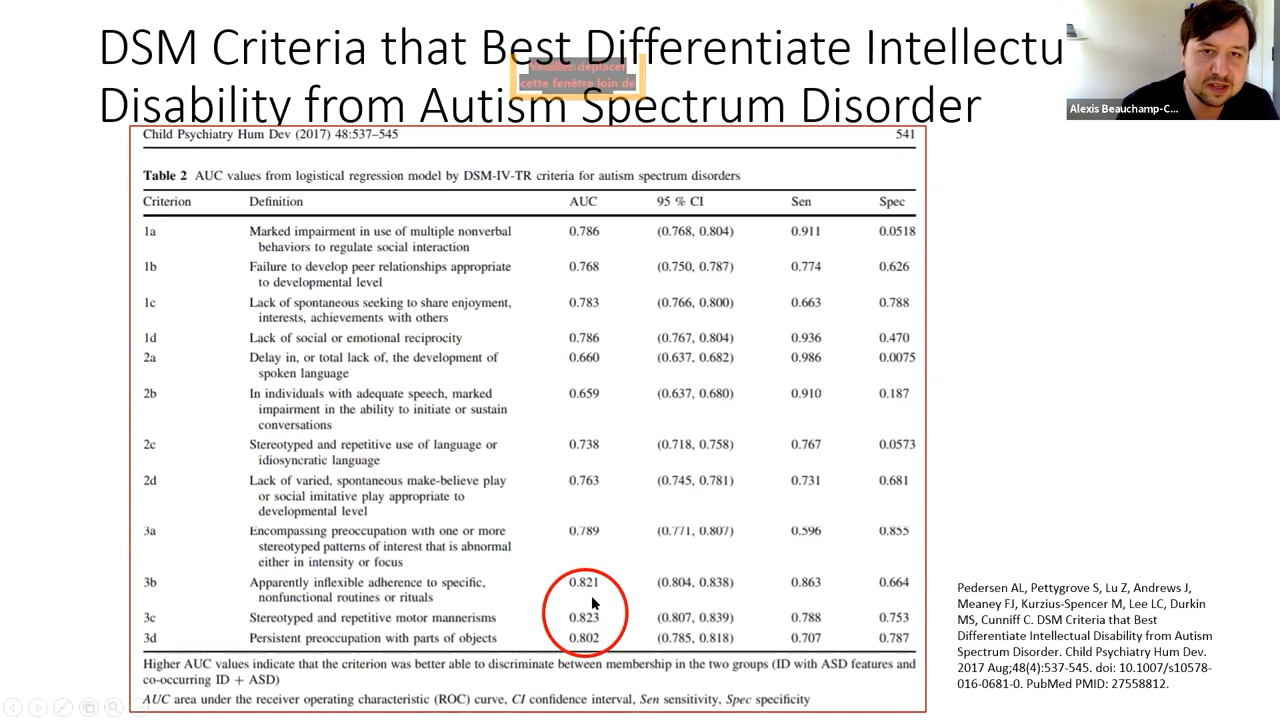 DSM Criteria that Best Differentiate Intellectu
Disability from Autism Spectrum Disorder
déplacer
cette fenêtre loin de
Alexis Beauchamp-C...
Child Psychiatry Hum Dev (2017) 48:537–545 541
Table 2 AUC values from logistical regression model by DSM-IV-TR criteria for autism spectrum disorders
Criterion Definition AUC 95 % CI Sen Spec
1a Marked impairment in use of multiple nonverbal 0.786 (0.768, 0.804) 0.911 0.0518
behaviors to regulate social interaction
1b Failure to develop peer relationships appropriate 0.768 (0.750, 0.787) 0.774 0.626
to developmental level
1c Lack of spontaneous seeking to share enjoyment, 0.783 (0.766, 0.800) 0.663 0.788
interests, achievements with others
1d Lack of social or emotional reciprocity 0.786 (0.767, 0.804) 0.936 0.470
2a Delay in, or total lack of, the development of 0.660 (0.637, 0.682) 0.986 0.0075
spoken language
2b In individuals with adequate speech, marked 0.659 (0.637, 0.680) 0.910 0.187
impairment in the ability to initiate or sustain
conversations
2c Stereotyped and repetitive use of language or 0.738 (0.718, 0.758) 0.767 0.0573
idiosyncratic language
2d Lack of varied, spontaneous make-believe play 0.763 (0.745, 0.781) 0.731 0.681
or social imitative play appropriate to
developmental level
3a Encompassing preoccupation with one or more 0.789 (0.771, 0.807) 0.596 0.855
stereotyped patterns of interest that is abnormal
either in intensity or focus
3b Apparently inflexible adherence to specific, 0.821 (0.804, 0.838) 0.863 0.664
nonfunctional routines or rituals
3c Stereotyped and repetitive motor mannerisms 0.823 (0.807, 0.839) 0.788 0.753
3d Persistent preoccupation with parts of objects 0.802 (0.785, 0.818) 0.707 0.787
Higher AUC values indicate that the criterion was better able to discriminate between membership in the two groups (ID with ASD features and
co-occurring ID + ASD)
AUC area under the receiver operating characteristic (ROC) curve, CI confidence interval, Sen sensitivity, Spec specificity
Pedersen AL, Pettygrove S, Lu Z, Andrews J,
Meaney FJ, Kurzius-Spencer M, Lee LC, Durkin
MS, Cunniff C. DSM Criteria that Best
Differentiate Intellectual Disability from Autism
Spectrum Disorder. Child Psychiatry Hum Dev.
2017 Aug;48(4):537-545. doi: 10.1007/s10578-
016-0681-0. PubMed PMID: 27558812.